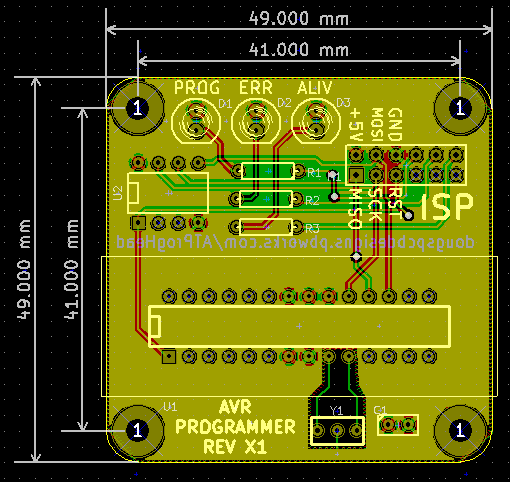 49.000 mm
41.000 mm
PROG ERR ALIV
D1 D2 D3
1 1
+5V MOSI GND
U2
R1
MISO SCK RST
ISP
R2
R3
dougspcbdesigns.pbworks.com/ATProgHead
49.000 mm
41.000 mm
U1
AVR
PROGRAMMER
REV X1
Y1
C1
1 1